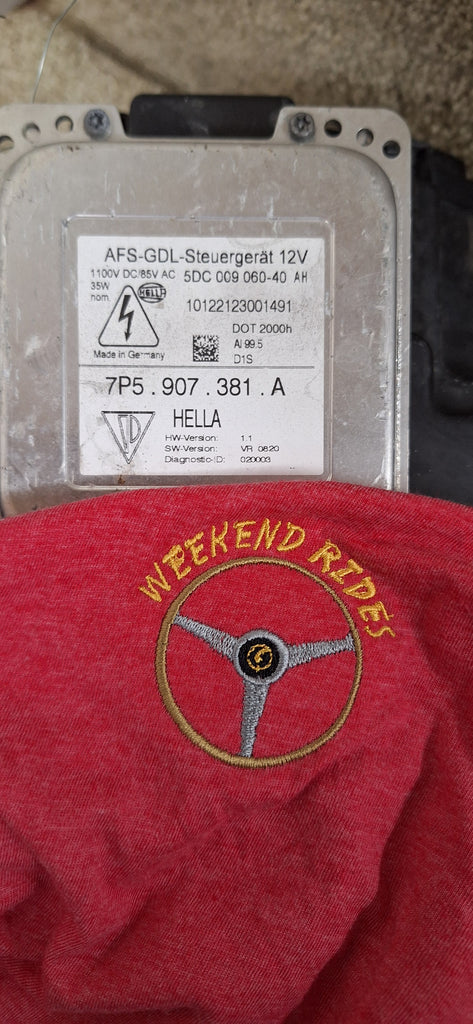 AFS-GDL-Steuergerät 12V
1100V DC/85V AC 5DC 009 060-40 AH
35W
nom.
HELLA
10122123001491
DOT 2000h
Al 99.5
Made in Germany
D1S
7P5.907.381.A
HELLA
HW-Version: 1.1
SW-Version: VR 0820
Diagnostic-ID: 020003
WEEKEND RIDES